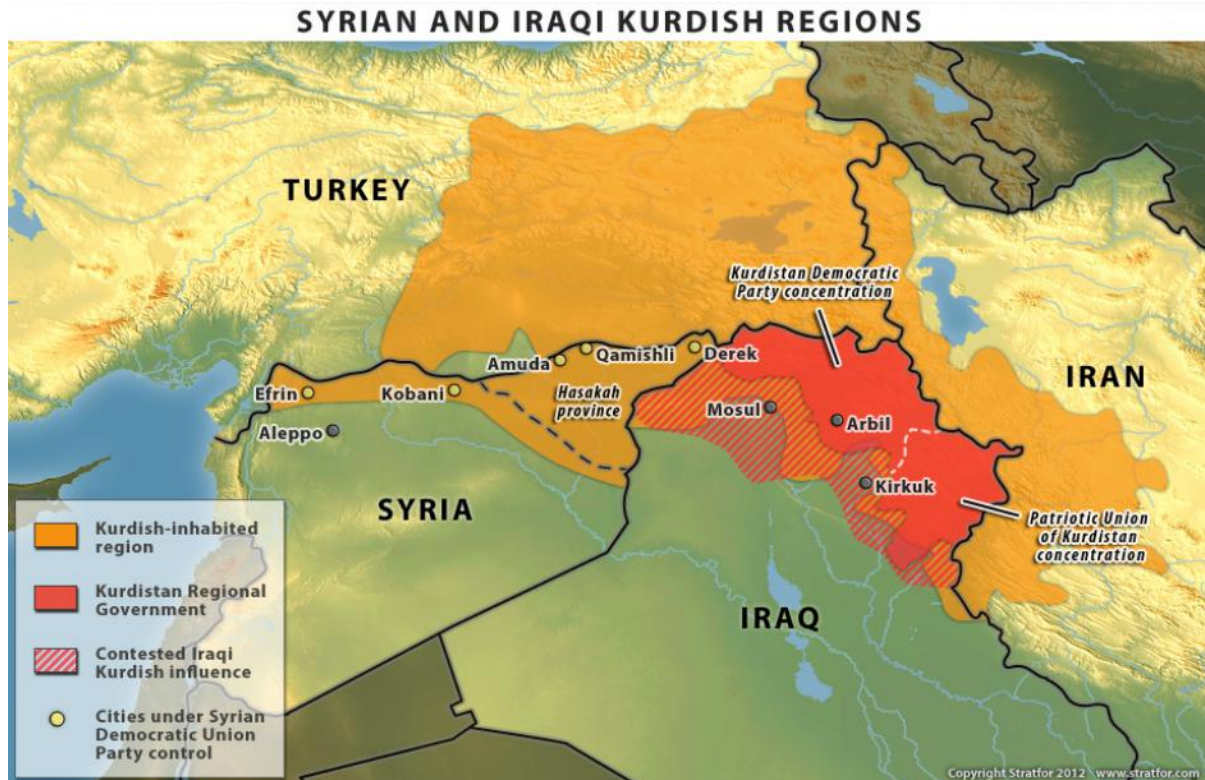 SYRIAN AND IRAQI KURDISH REGIONS
TURKEY
Kurdistan Democratic
Party concentration
Amuda
Qamishli
Derek
Efrin
Kobani
Hasakah
province
IRAN
Mosul
Arbil
Aleppo
Kirkuk
SYRIA
Patriotic Union
of Kurdistan
concentration
IRAQ
Kurdish-inhabited
region
Kurdistan Regional
Government
Contested Iraqi
Kurdish influence
Cities under Syrian
Democratic Union
Party control
Copyright Stratfor 2012 www.stratfor.com